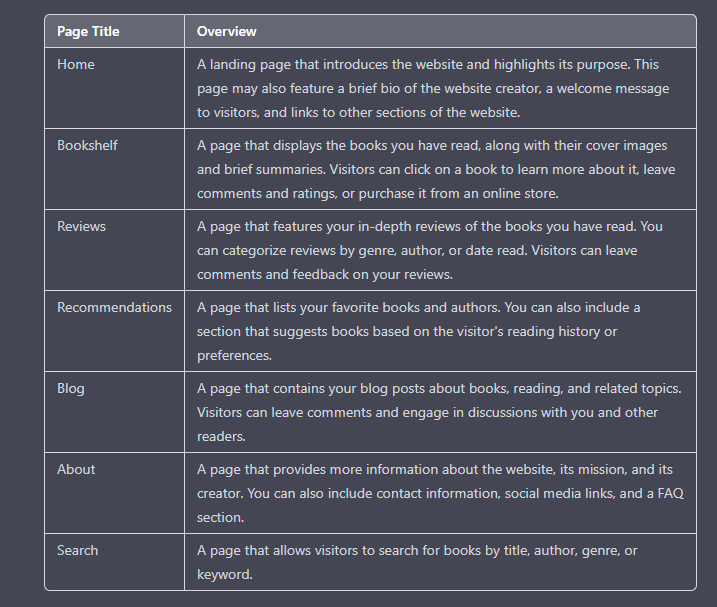 Page Title Overview
Home A landing page that introduces the website and highlights its purpose. This
page may also feature a brief bio of the website creator, a welcome message
to visitors, and links to other sections of the website.
Bookshelf A page that displays the books you have read, along with their cover images
and brief summaries. Visitors can click on a book to learn more about it, leave
comments and ratings, or purchase it from an online store.
Reviews A page that features your in-depth reviews of the books you have read. You
can categorize reviews by genre, author, or date read. Visitors can leave
comments and feedback on your reviews.
Recommendations A page that lists your favorite books and authors. You can also include a
section that suggests books based on the visitor's reading history or
preferences.
Blog A page that contains your blog posts about books, reading, and related topics.
Visitors can leave comments and engage in discussions with you and other
readers.
About A page that provides more information about the website, its mission, and its
creator. You can also include contact information, social media links, and a FAQ
section.
Search A page that allows visitors to search for books by title, author, genre, or
keyword.